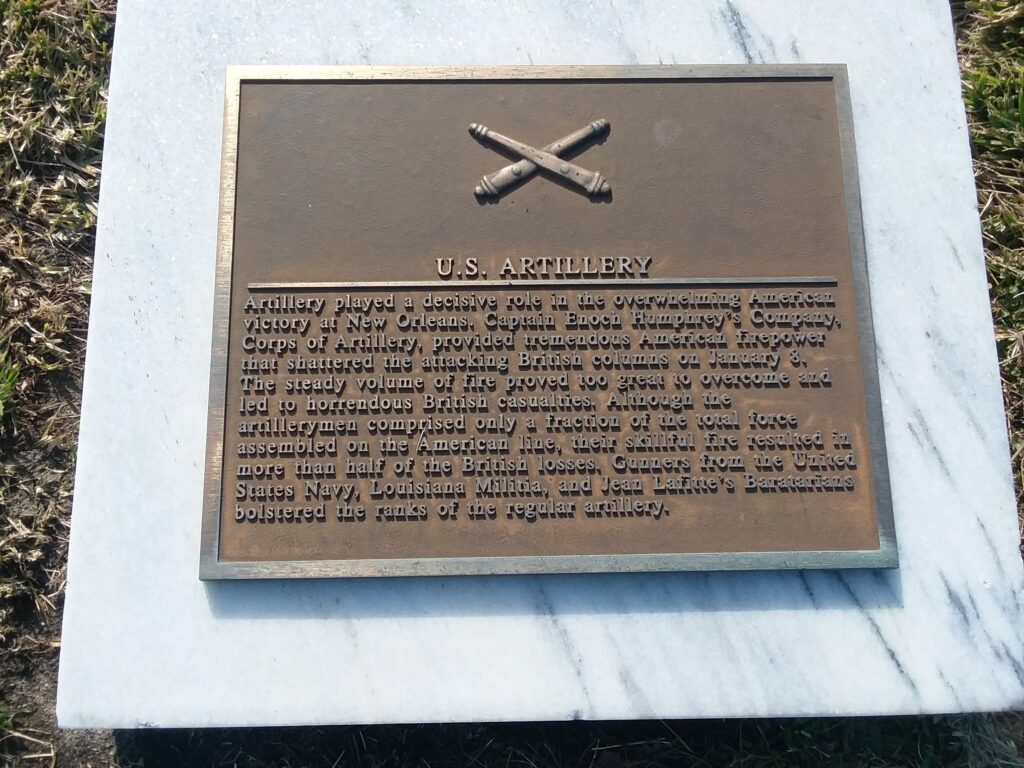 U.S. ARTILLERY
Artillery played a decisive role in the overwhelming American
victory at New Orleans. Captain Enoch Humphrey's Company,
Corps of Artillery, provided tremendous American firepower
that shattered the attacking British columns on January 8.
The steady volume of fire proved too great to overcome and
led to horrendous British casualties. Although the
artillerymen comprised only a fraction of the total force
assembled on the American line, their skillful fire resulted in
more than half of the British losses. Gunners from the United
States Navy, Louisiana Militia, and Jean Lafitte's Baratarians
bolstered the ranks of the regular artillery.